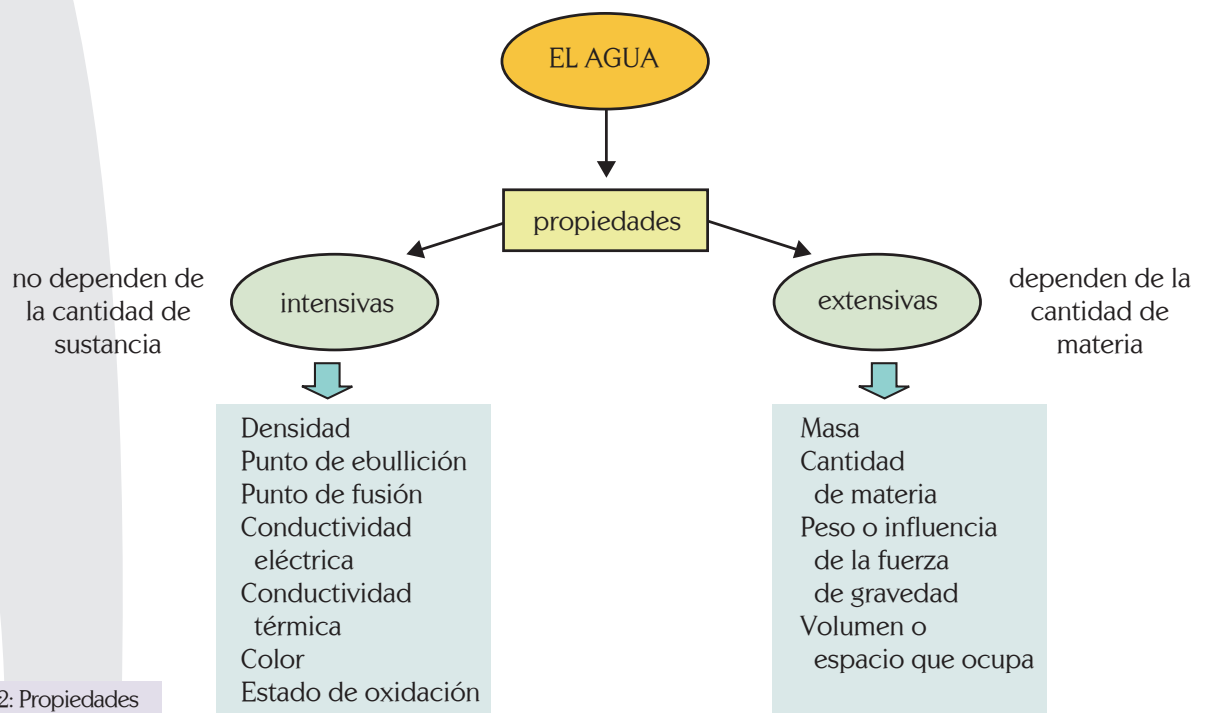 EL AGUA
propiedades
no dependen de
la cantidad de
sustancia
intensivas
extensivas
dependen de la
cantidad de
materia
Densidad
Punto de ebullición
Punto de fusión
Conductividad
eléctrica
Conductividad
térmica
Color
Estado de oxidación
Masa
Cantidad
de materia
Peso o influencia
de la fuerza
de gravedad
Volumen o
espacio que ocupa
2: Propiedades